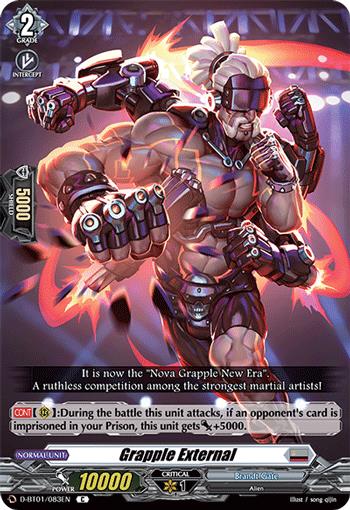 2
GRADE
INTERCEPT
5000
SHIELD
It is now the "Nova Grapple New Era".
A ruthless competition among the strongest martial artists!
CONT【】:During the battle this unit attacks, if an opponent's card is
imprisoned in your Prison, this unit gets +5000.
NORMAL UNIT
Grapple External
POWER 10000
CRITICAL
1
Brandt Gate
Alien
D-BT01/083EN C
Illust / song qijin